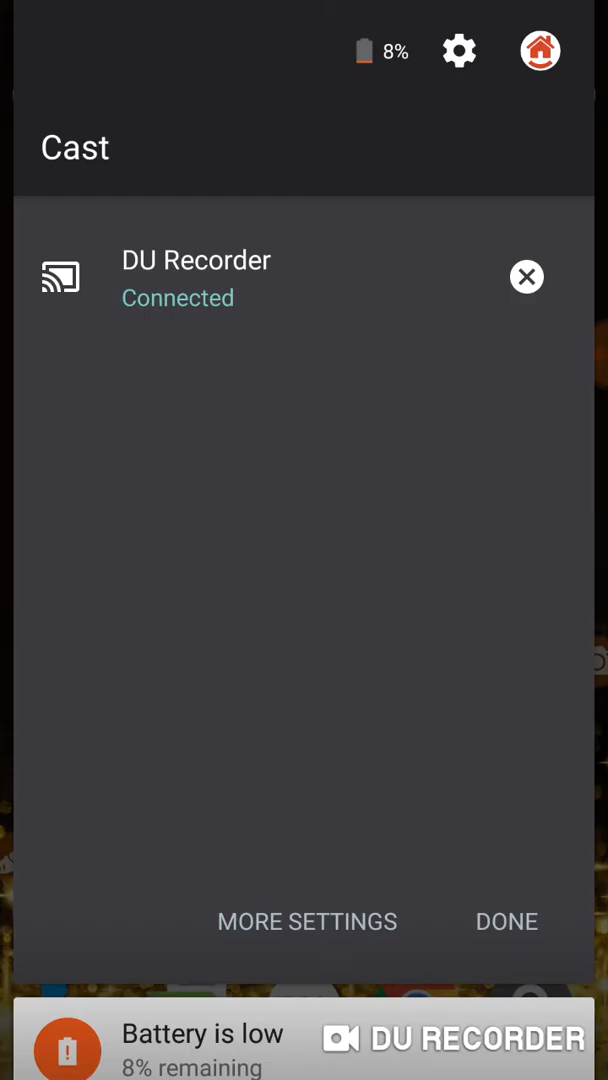 8%
Cast
DU Recorder
Connected
MORE SETTINGS DONE
Battery is low
8% remaining
DU RECORDER